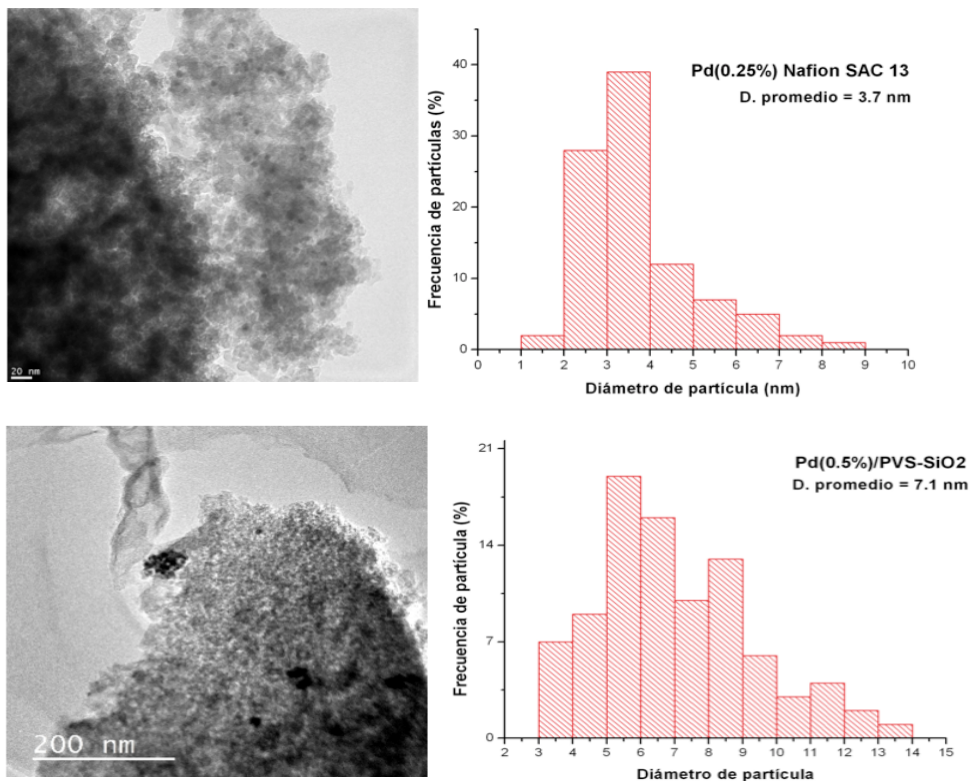 20 nm
Pd(0.25%) Nafion SAC 13
D. promedio = 3.7 nm
Frecuencia de partículas (%)
40
30
20
10
0
0 1 2 3 4 5 6 7 8 9 10
Diámetro de partícula (nm)
200 nm
Pd(0.5%)/PVS-SiO2
D. promedio = 7.1 nm
Frecuencia de partícula (%)
21
14
7
0
2 3 4 5 6 7 8 9 10 11 12 13 14 15
Diámetro de partícula